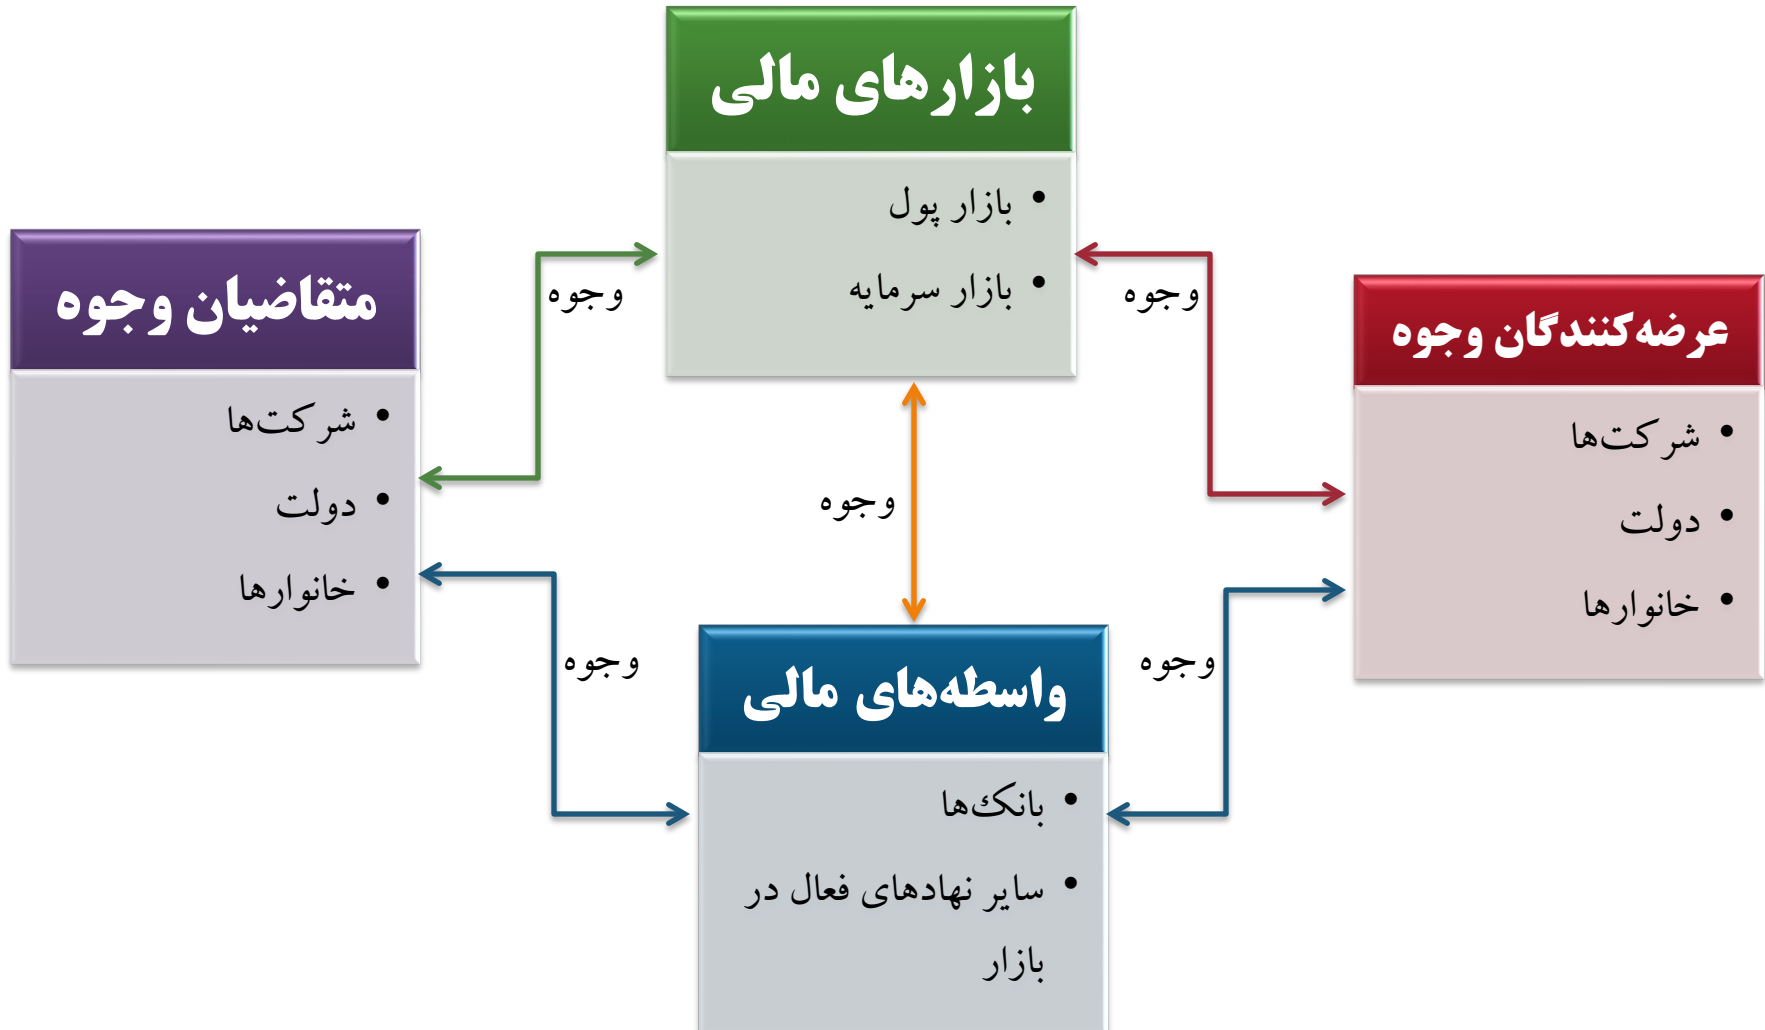 بازارهای مالی
• بازار پول
• بازار سرمایه
عرضه‌کنندگان وجوه
• شرکت‌ها
• دولت
• خانوارها
متقاضیان وجوه
• شرکت‌ها
• دولت
• خانوارها
واسطه‌های مالی
• بانک‌ها
• سایر نهادهای فعال در
بازار
وجوه
وجوه
وجوه
وجوه
وجوه